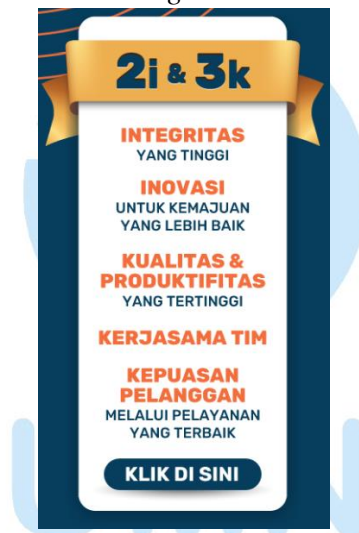 2i & 3k
INTEGRITAS
YANG TINGGI
INOVASI
UNTUK KEMAJUAN
YANG LEBIH BAIK
KUALITAS &
PRODUKTIFITAS
YANG TERTINGGI
KERJASAMA TIM
KEPUASAN
PELANGGAN
MELALUI PELAYANAN
YANG TERBAIK
KLIK DI SINI